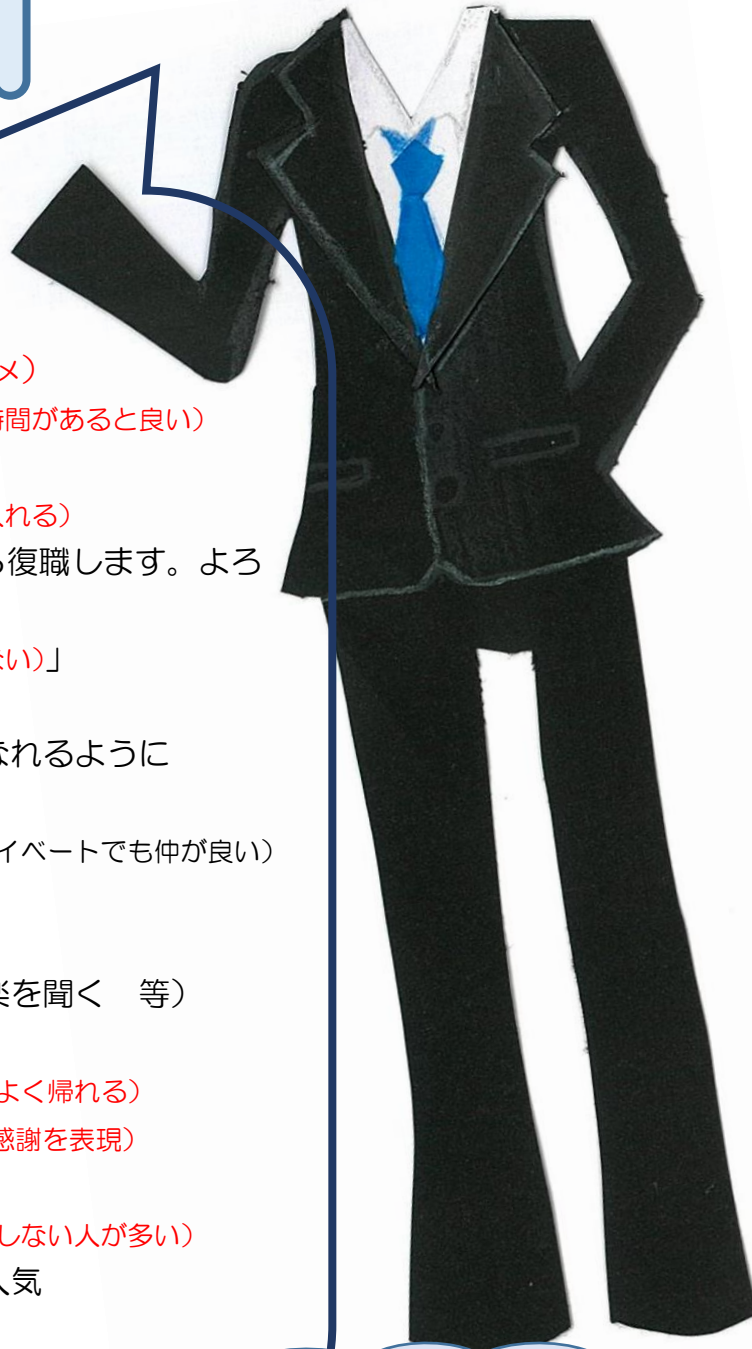 メ）
時間があると良い）
入れる）
ら復職します。よろ
ない）」
なれるように
イベートでも仲が良い）
楽を聞く　等）
よく帰れる）
感謝を表現）
しない人が多い）
人気